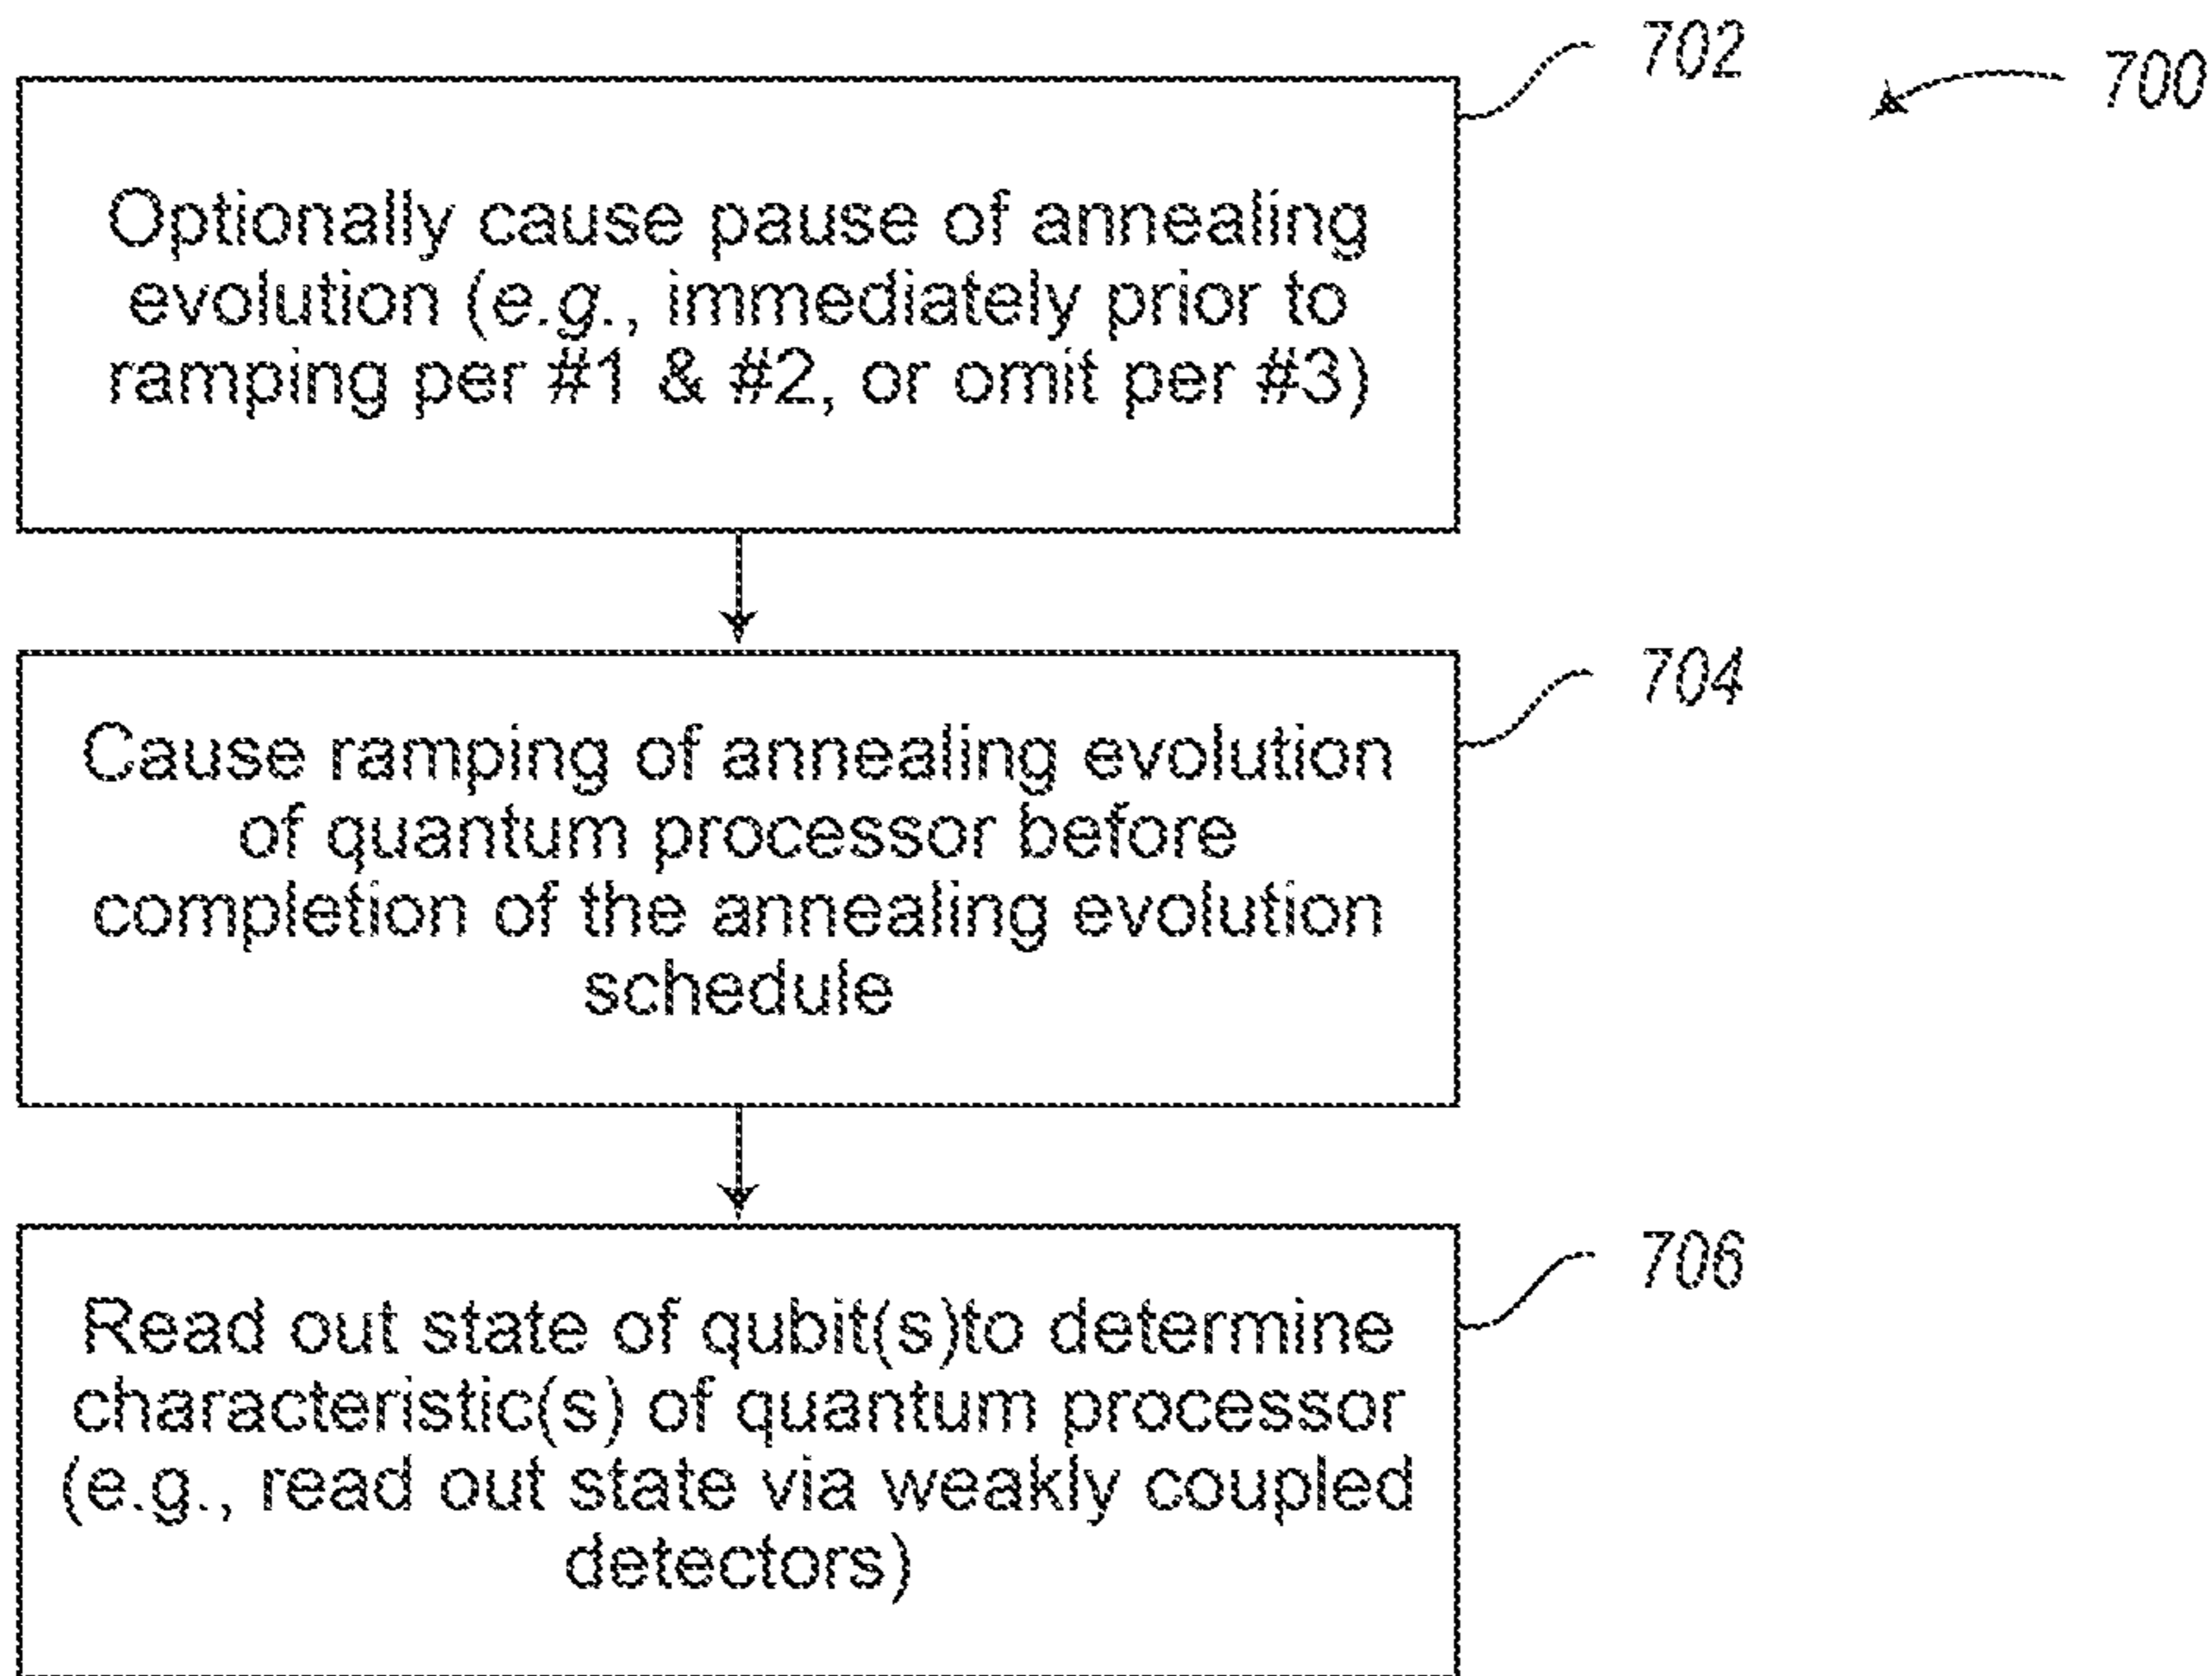 702
700
Optionally cause pause of annealing
evolution (e.g., immediately prior to
ramping per #1 & #2, or omit per #3)
704
Cause ramping of annealing evolution
of quantum processor before
completion of the annealing evolution
schedule
706
Read out state of qubit(s)to determine
characteristic(s) of quantum processor
(e.g., read out state via weakly coupled
detectors)